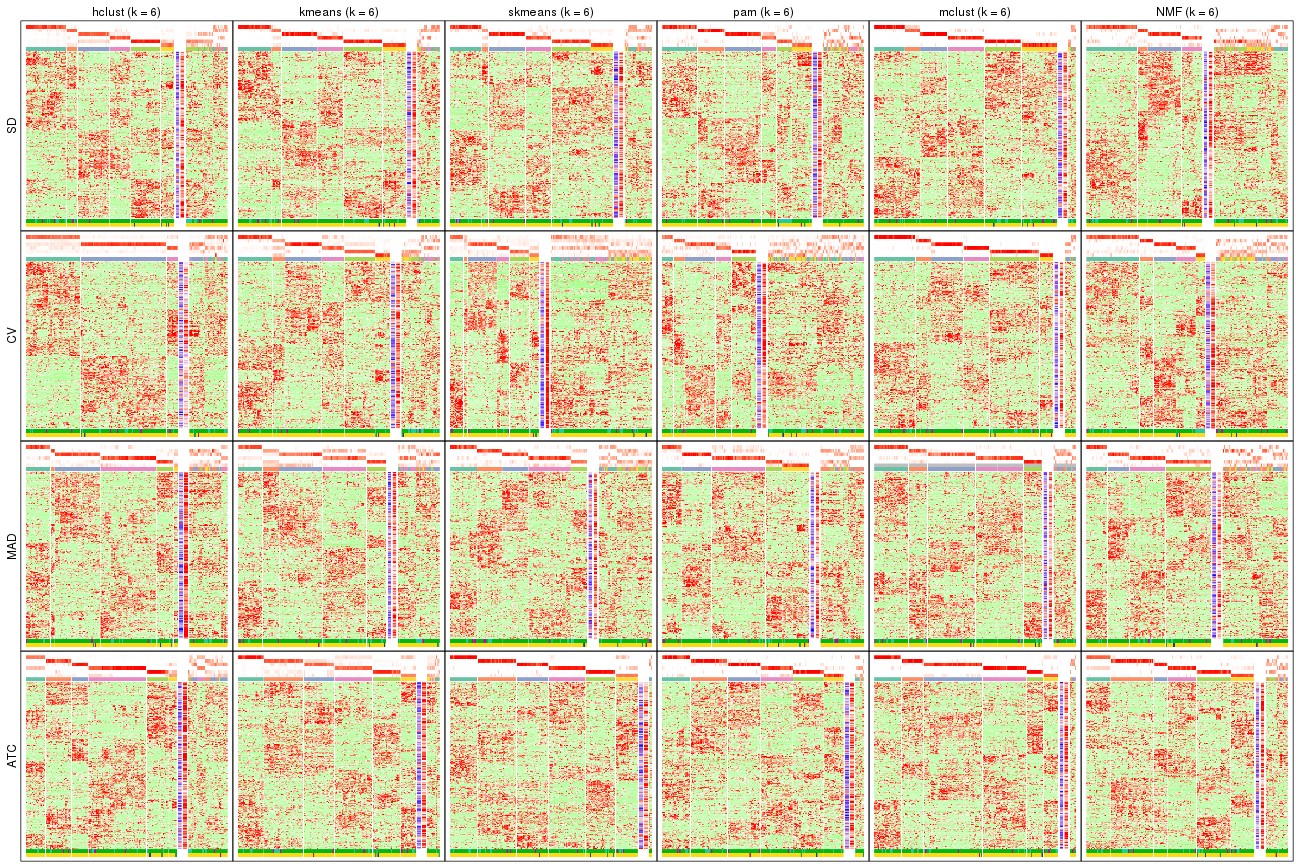 hclust (k = 6)
kmeans (k = 6)
skmeans (k = 6)
pam (k = 6)
mclust (k = 6)
NMF (k = 6)
SD
CV
MAD
ATC